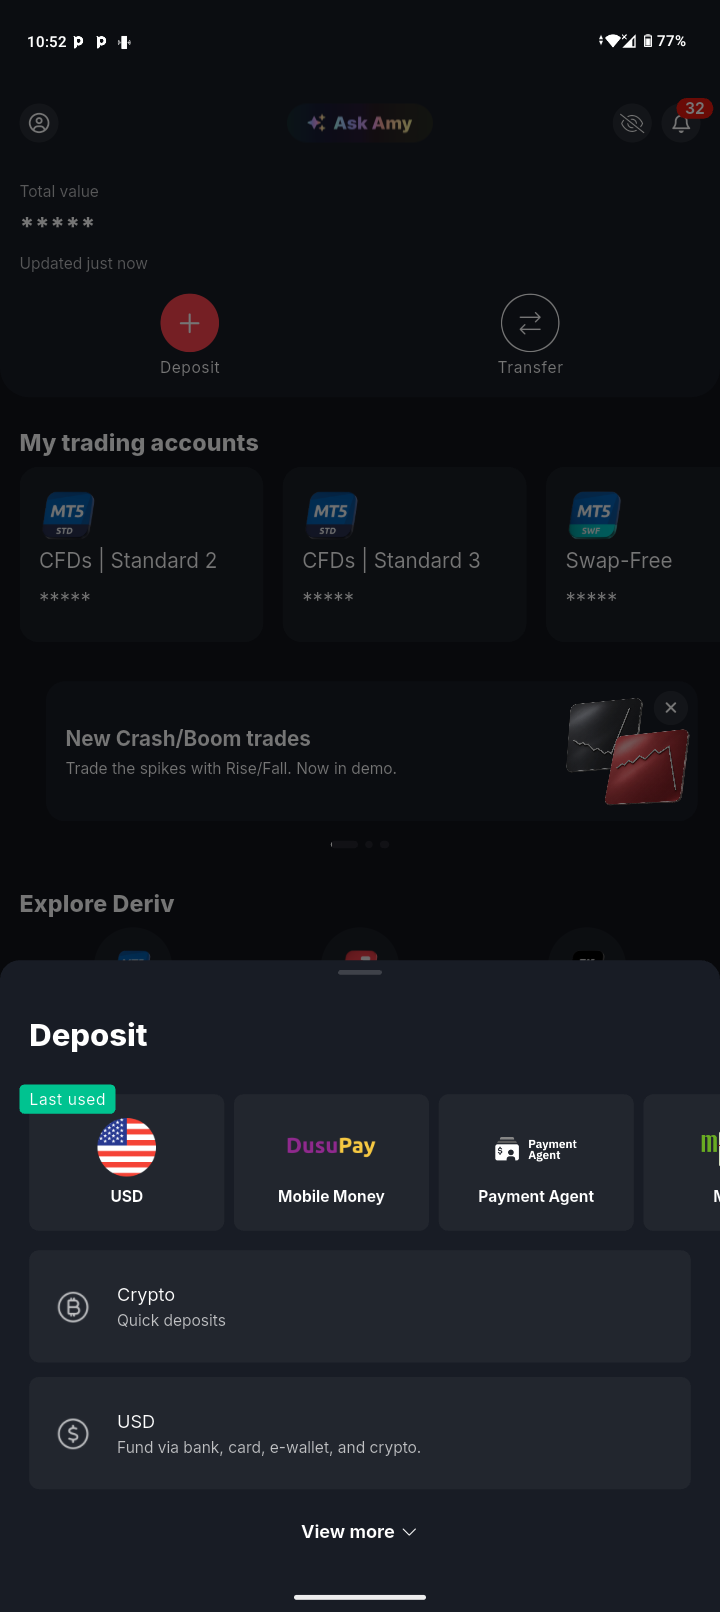 10:52
77%
Ask Amy
32
Total value
*****
Updated just now
Deposit
Transfer
My trading accounts
MT5
STD
CFDs | Standard 2
*****
MT5
STD
CFDs | Standard 3
*****
MT5
SWF
Swap-Free
*****
New Crash/Boom trades
Trade the spikes with Rise/Fall. Now in demo.
Explore Deriv
Deposit
Last used
USD
DusuPay
Mobile Money
Payment
Agent
Payment Agent
Crypto
Quick deposits
USD
Fund via bank, card, e-wallet, and crypto.
View more